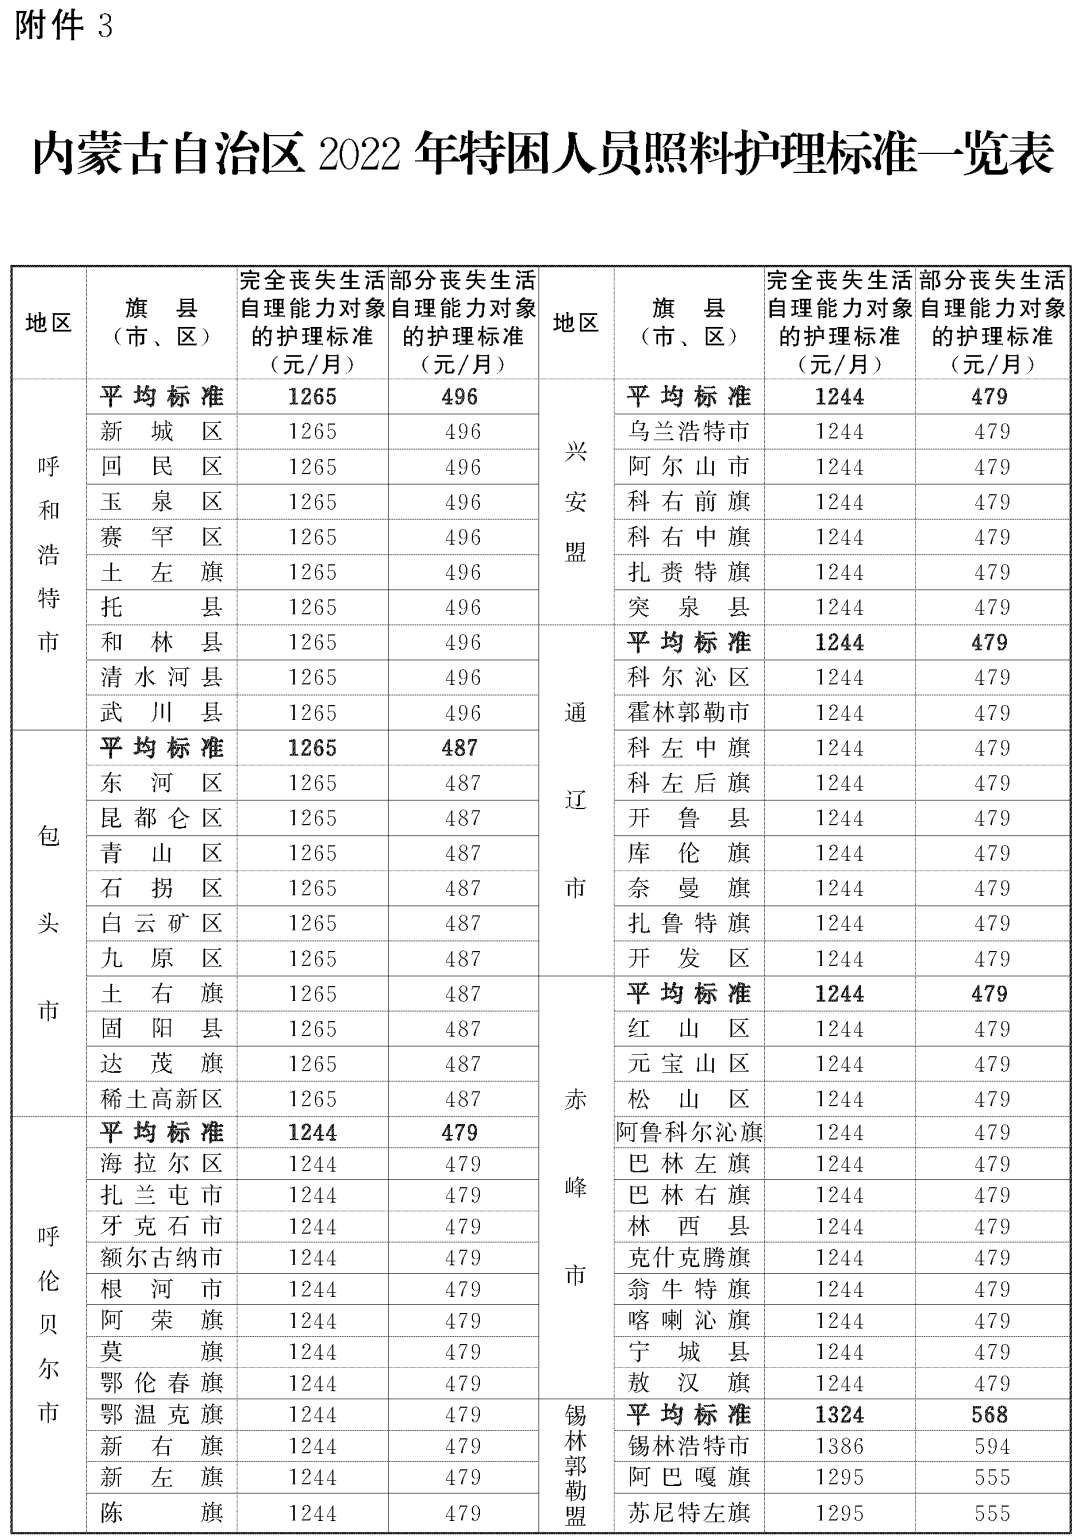 附件 3
内蒙古自治区 2022 年特困人员照料护理标准一览表
地区 旗县（市、区） 完全丧失生活自理能力对象的护理标准（元/月） 部分丧失生活自理能力对象的护理标准（元/月） 地区 旗县（市、区） 完全丧失生活自理能力对象的护理标准（元/月） 部分丧失生活自理能力对象的护理标准（元/月）
呼和浩特市 平均标准 1265 496 兴安盟 平均标准 1244 479
新城区 1265 496 乌兰浩特市 1244 479
回民区 1265 496 阿尔山市 1244 479
玉泉区 1265 496 科右前旗 1244 479
赛罕区 1265 496 科右中旗 1244 479
土左旗 1265 496 扎赉特旗 1244 479
托县 1265 496 突泉县 1244 479
和林县 1265 496 通辽市 平均标准 1244 479
清水河县 1265 496 科尔沁区 1244 479
武川县 1265 496 霍林郭勒市 1244 479
包头市 平均标准 1265 487 科左中旗 1244 479
东河区 1265 487 科左后旗 1244 479
昆都仑区 1265 487 开鲁县 1244 479
青山区 1265 487 库伦旗 1244 479
石拐区 1265 487 奈曼旗 1244 479
白云矿区 1265 487 扎鲁特旗 1244 479
九原区 1265 487 开发区 1244 479
土右旗 1265 487 赤峰市 平均标准 1244 479
固阳县 1265 487 红山区 1244 479
达茂旗 1265 487 元宝山区 1244 479
稀土高新区 1265 487 松山区 1244 479
呼伦贝尔市 平均标准 1244 479 阿鲁科尔沁旗 1244 479
海拉尔区 1244 479 巴林左旗 1244 479
扎兰屯市 1244 479 巴林右旗 1244 479
牙克石市 1244 479 林西县 1244 479
额尔古纳市 1244 479 克什克腾旗 1244 479
根河市 1244 479 翁牛特旗 1244 479
阿荣旗 1244 479 喀喇沁旗 1244 479
莫旗 1244 479 宁城县 1244 479
鄂伦春旗 1244 479 敖汉旗 1244 479
鄂温克旗 1244 479 锡林郭勒盟 平均标准 1324 568
新右旗 1244 479 锡林浩特市 1386 594
新左旗 1244 479 阿巴嘎旗 1295 555
陈旗 1244 479 苏尼特左旗 1295 555